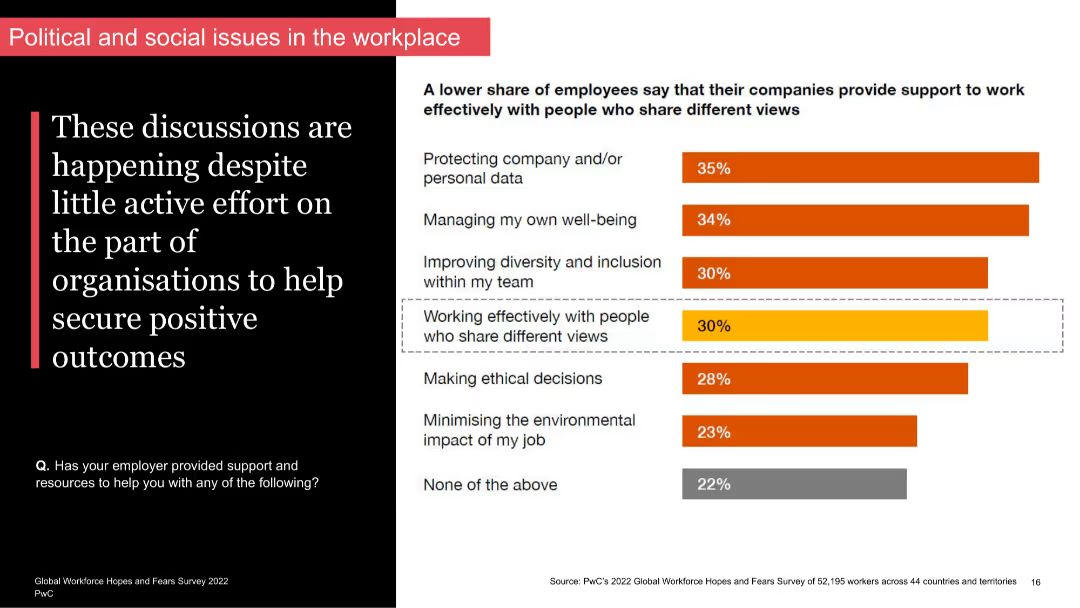 Political and social issues in the workplace
These discussions are
happening despite
little active effort on
the part of
organisations to help
secure positive
outcomes
Q. Has your employer provided support and
resources to help you with any of the following?
A lower share of employees say that their companies provide support to work
effectively with people who share different views
Protecting company and/or
personal data
35%
Managing my own well-being
34%
Improving diversity and inclusion
within my team
30%
Working effectively with people
who share different views
30%
Making ethical decisions
28%
Minimising the environmental
impact of my job
23%
None of the above
22%
Global Workforce Hopes and Fears Survey 2022
PwC
Source: PwC's 2022 Global Workforce Hopes and Fears Survey of 52,195 workers across 44 countries and territories
16